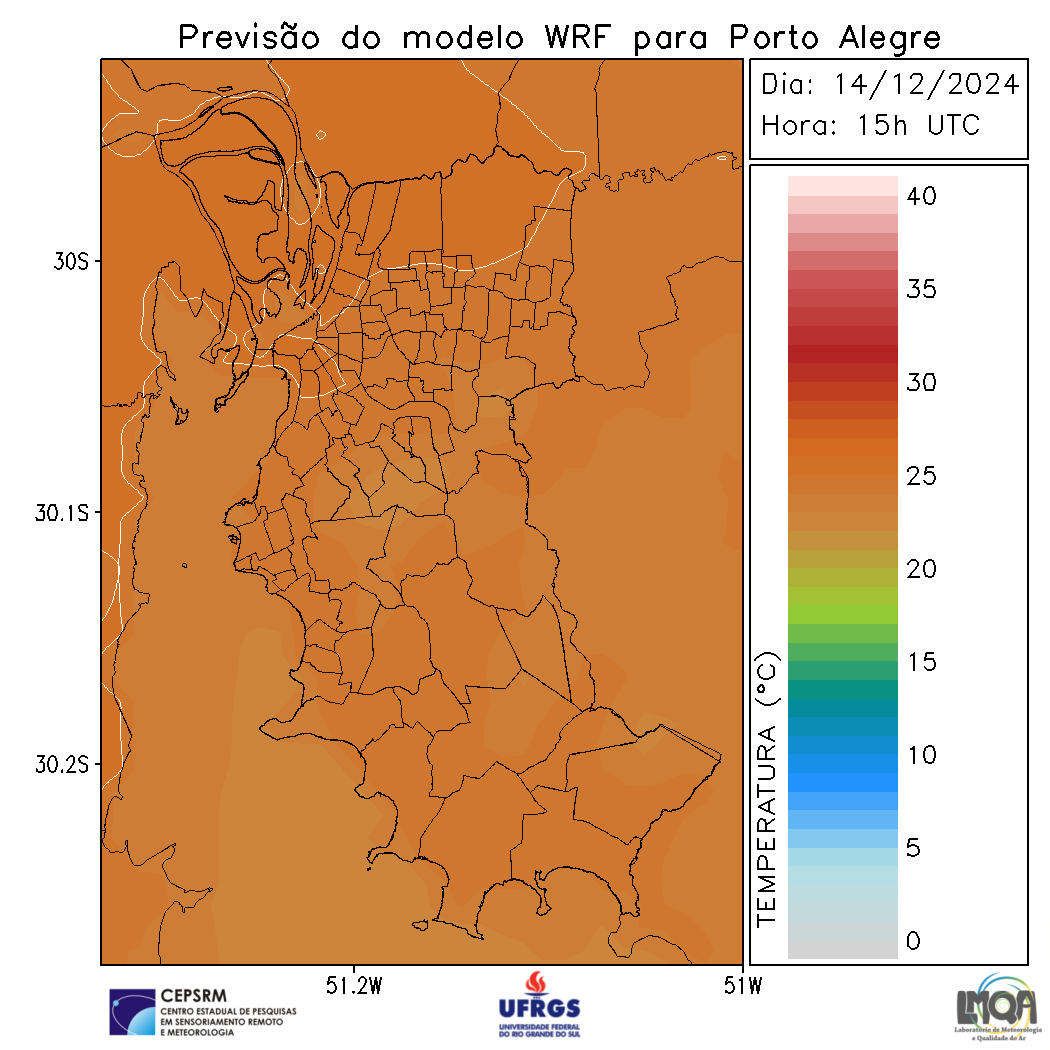 Previsão do modelo WRF para Porto Alegre
Dia: 14/12/2024
Hora: 15h UTC
40
35
30
25
20
15
10
5
0
TEMPERATURA (°C)
30S
30.1S
30.2S
51.2W
51W
CEPSRM
CENTRO ESTADUAL DE PESQUISAS
EM SENSORIAMENTO REMOTO
E METEOROLOGIA
UFRGS
UNIVERSIDADE FEDERAL
DO RIO GRANDE DO SUL
LMQA
Laboratório de Meteorologia
e Qualidade do Ar